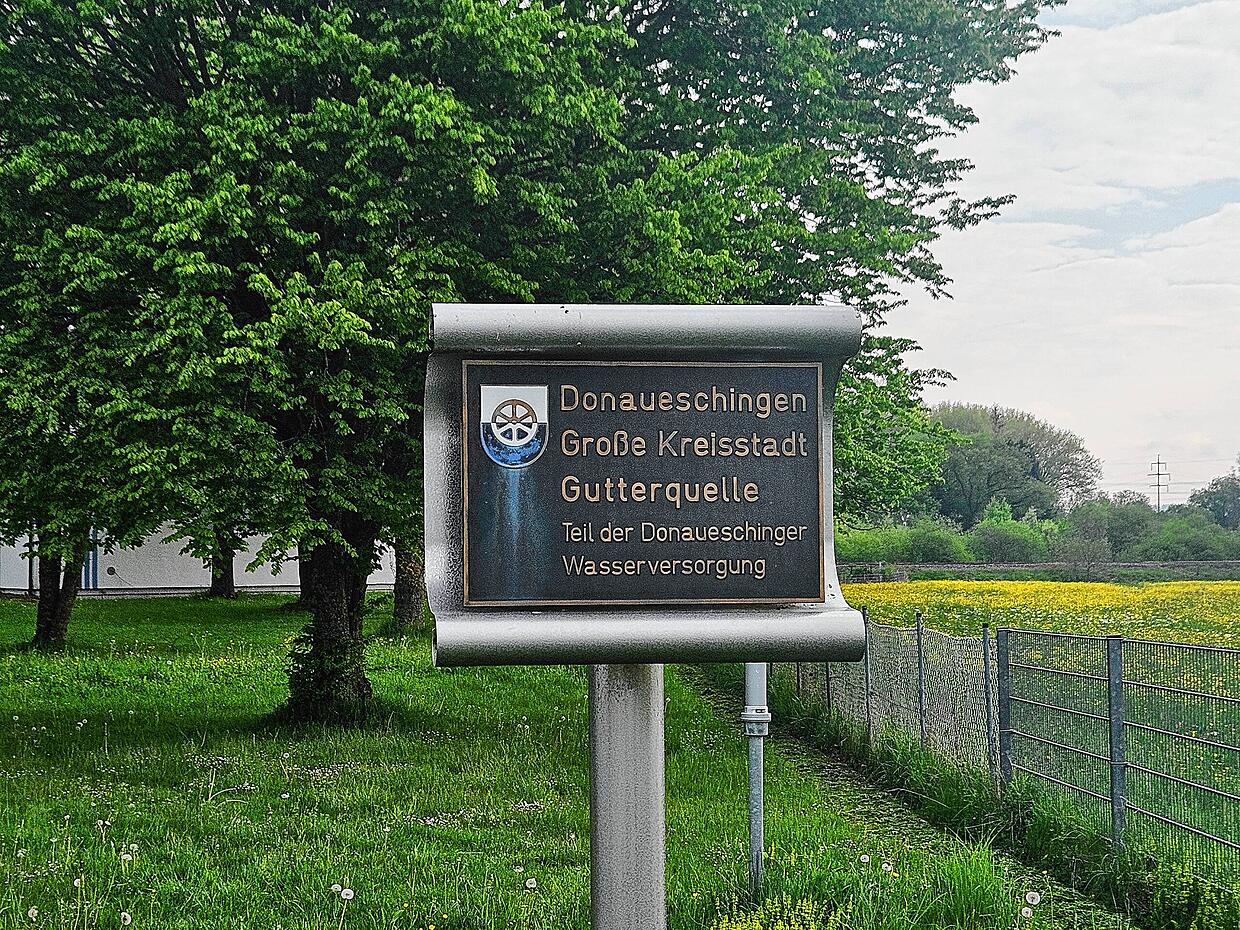 Donaueschingen
Große Kreisstadt
Gutterquelle
Teil der Donaueschinger
Wasserversorgung